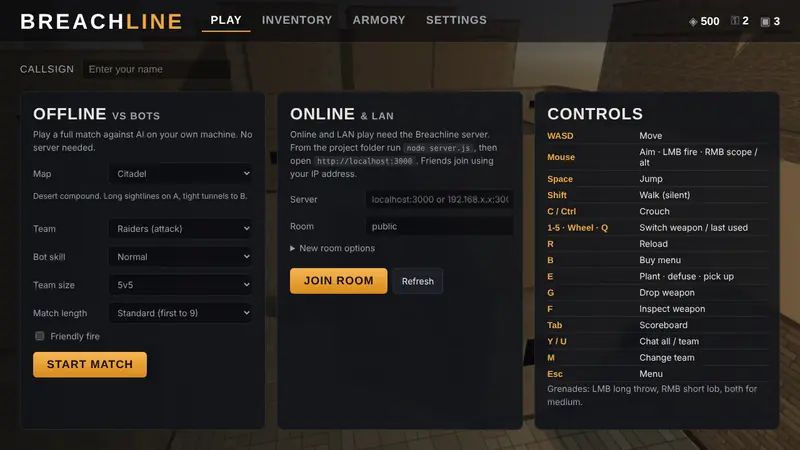 BREACHLINE
PLAY
INVENTORY
ARMORY
SETTINGS
500
2
3
CALLSIGN
Enter your name
OFFLINE VS BOTS
Play a full match against AI on your own machine. No
server needed.
Map
Citadel
Desert compound. Long sightlines on A, tight tunnels to B.
Team
Raiders (attack)
Bot skill
Normal
Team size
5v5
Match length
Standard (first to 9)
Friendly fire
START MATCH
ONLINE & LAN
Online and LAN play need the Breachline server.
From the project folder run node server.js, then
open http://localhost:3000. Friends join using
your IP address.
Server
localhost:3000 or 192.168.x.x:300
Room
public
New room options
JOIN ROOM
Refresh
CONTROLS
WASD Move
Mouse Aim · LMB fire · RMB scope /
alt
Space Jump
Shift Walk (silent)
C / Ctrl Crouch
1-5 · Wheel · Q Switch weapon / last used
R Reload
B Buy menu
E Plant · defuse · pick up
G Drop weapon
F Inspect weapon
Tab Scoreboard
Y / U Chat all / team
M Change team
Esc Menu
Grenades: LMB long throw, RMB short lob, both for
medium.